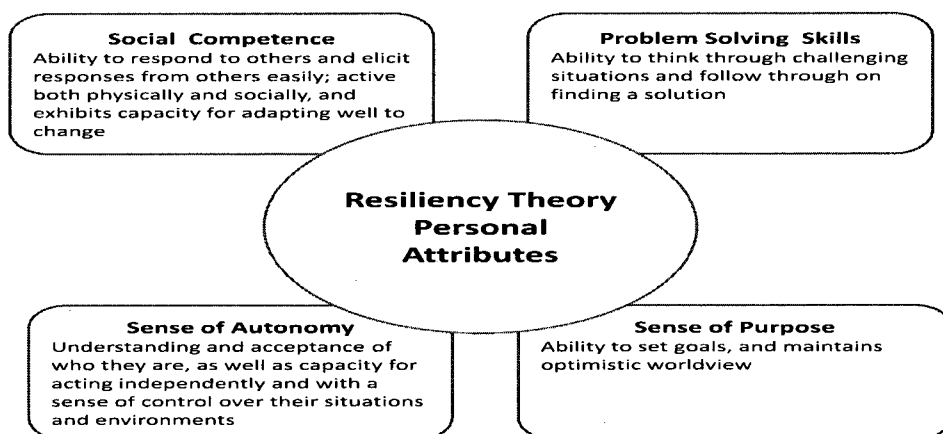 Social Competence
Ability to respond to others and elicit
responses from others easily; active
both physically and socially, and
exhibits capacity for adapting well to
change
Problem Solving Skills
Ability to think through challenging
situations and follow through on
finding a solution
Resiliency Theory
Personal
Attributes
Sense of Autonomy
Understanding and acceptance of
who they are, as well as capacity for
acting independently and with a
sense of control over their situations
and environments
Sense of Purpose
Ability to set goals, and maintains
optimistic worldview